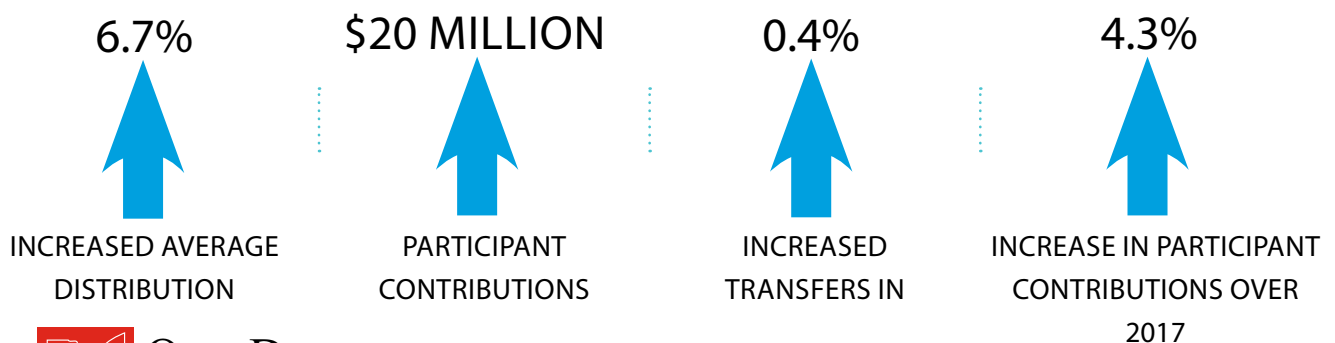 6.7%
$20 MILLION
0.4%
4.3%
INCREASED AVERAGE
DISTRIBUTION
PARTICIPANT
CONTRIBUTIONS
INCREASED
TRANSFERS IN
INCREASE IN PARTICIPANT
CONTRIBUTIONS OVER
2017